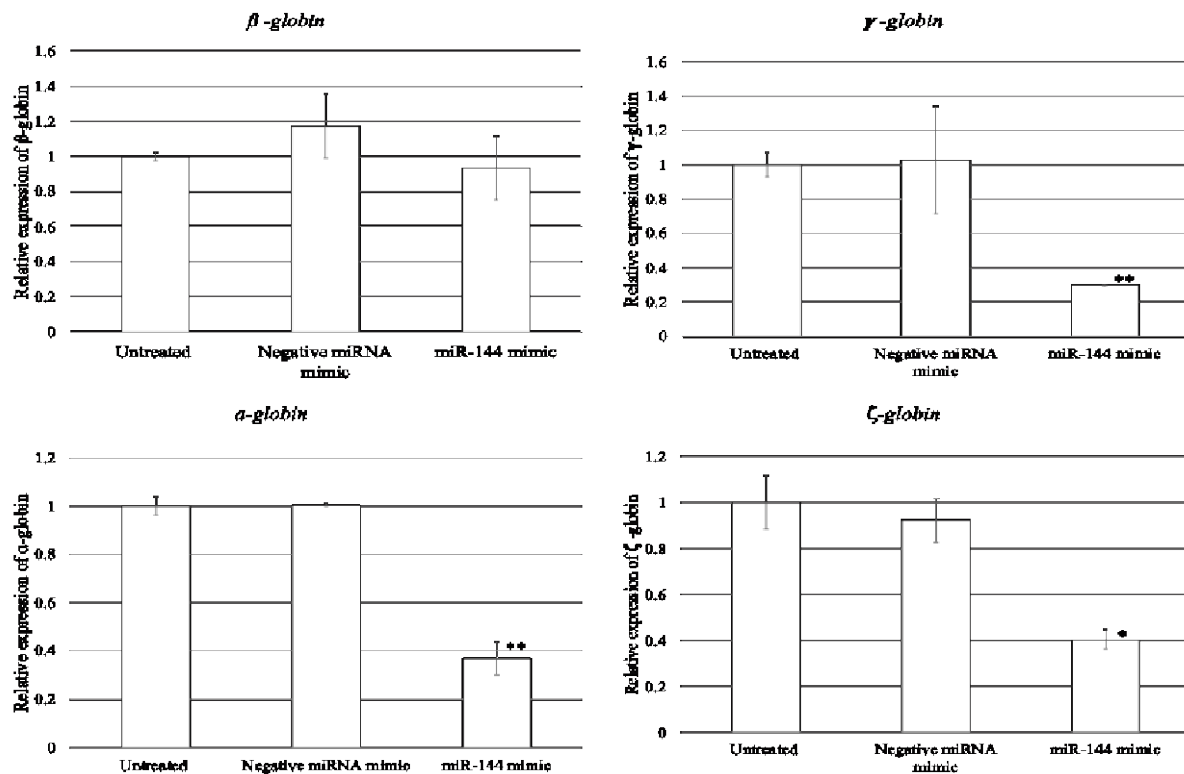 β -globin
Relative expression of β-globin
1,6
1.4
1.2
1
0.8
0.6
0.4
0.2
0
Untreated
Negative miRNA
mimic
miR-144 mimic
γ-globin
Relative expression of γ-globin
1.6
1.4
1.2
1
0.8
0.6
0.4
0.2
0
**
Untreated
Negative miRNA
mimic
miR-144 mimic
α-globin
Relative expression of α-globin
1,2
1
0.8
0.6
0.4
0.2
0
**
Untreated
Negative miRNA mimic
miR-144 mimic
ζ-globin
Relative expression of ζ -globin
1.2
1
0.8
0.6
0.4
0.2
0
*
Untreated
Negative miRNA
mimic
miR-144 mimic